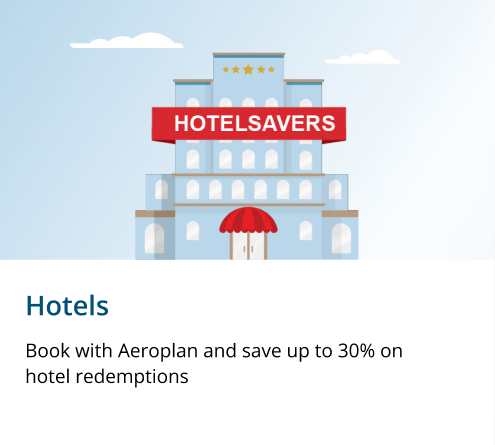 HOTELSAVERS
Hotels
Book with Aeroplan and save up to 30% on
hotel redemptions